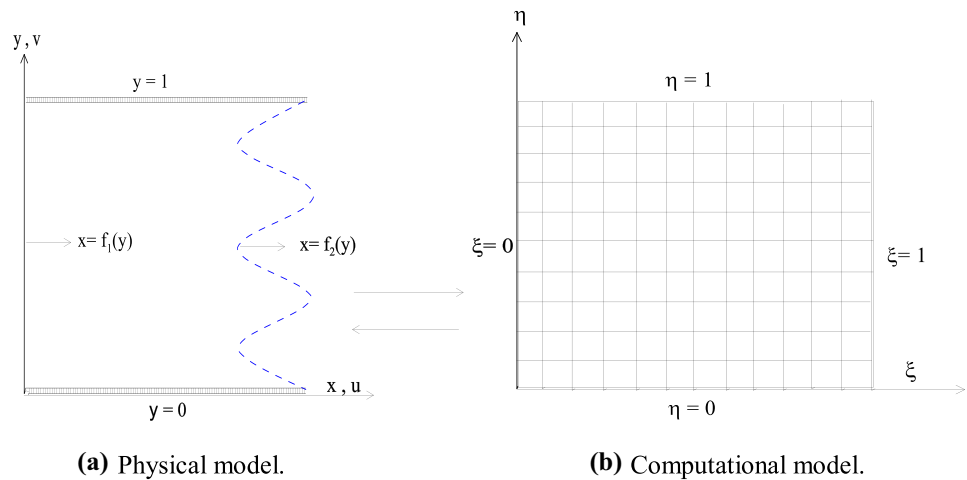 y , v
y = 1
x= f₁(y)
x= f₂(y)
x , u
y = 0
(a) Physical model.
η
η = 1
ξ= 0
ξ= 1
ξ
η = 0
(b) Computational model.